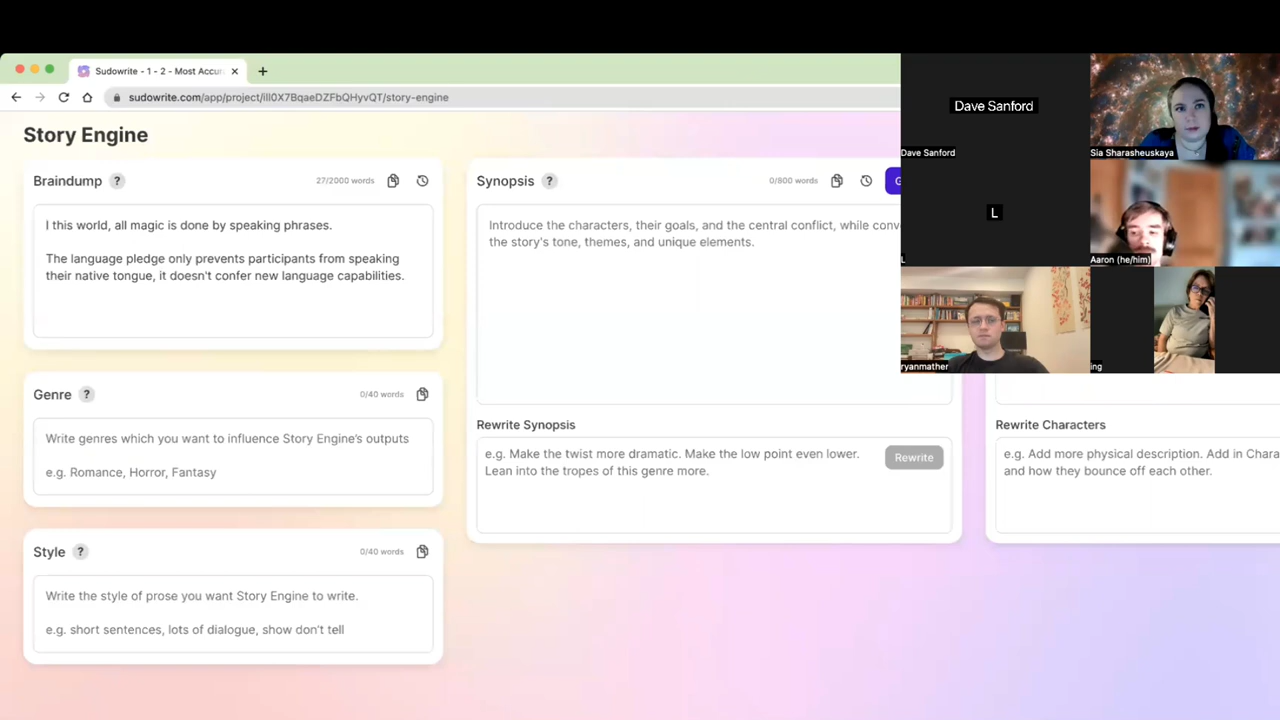 Sudowrite - 1 - 2 - Most Accur
sudowrite.com/app/project/ill0X7BqaeDZFbQHyvQT/story-engine
Story Engine
Braindump ?
27/2000 words
I this world, all magic is done by speaking phrases.
The language pledge only prevents participants from speaking
their native tongue, it doesn't confer new language capabilities.
Genre ?
0/40 words
Write genres which you want to influence Story Engine's outputs
e.g. Romance, Horror, Fantasy
Style ?
0/40 words
Write the style of prose you want Story Engine to write.
e.g. short sentences, lots of dialogue, show don't tell
Synopsis ?
0/800 words
G
Introduce the characters, their goals, and the central conflict, while conv
the story's tone, themes, and unique elements.
Rewrite Synopsis
e.g. Make the twist more dramatic. Make the low point even lower.
Lean into the tropes of this genre more.
Rewrite
Rewrite Characters
e.g. Add more physical description. Add in Chara
and how they bounce off each other.
Dave Sanford
Dave Sanford
Sia Sharasheuskaya
L
L
Aaron (he/him)
ryanmather
ing